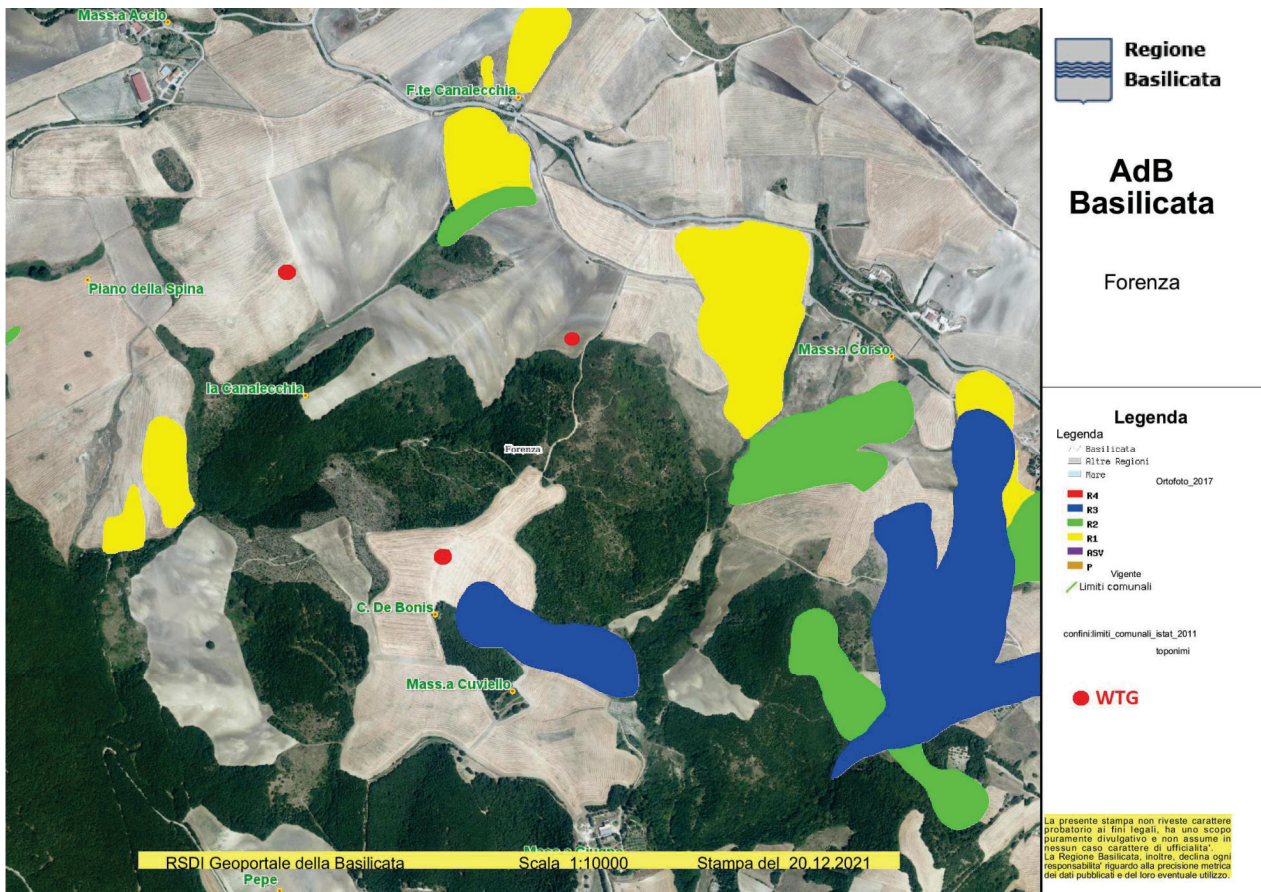 Mass.a Accio
F.te Canalecchia
Piano della Spina
Mass.a Corso
la Canalecchia
Forenza
C. De Bonis
Mass.a Cuviello
RSDI Geoportale della Basilicata Scala 1:10000 Stampa del 20.12.2021
Pepe
Regione
Basilicata
AdB
Basilicata
Forenza
Legenda
Legenda
Basilicata
Altre Regioni
Mare
Ortofoto_2017
R4
R3
R2
R1
ASV
P
Vigente
Limiti comunali
confini:limiti_comunali_istat_2011
toponimi
WTG
La presente stampa non riveste carattere
probatorio ai fini legali, ha uno scopo
puramente divulgativo e non assume in
nessun caso carattere di ufficialita'.
La Regione Basilicata, inoltre, declina ogni
responsabilita' riguardo alla precisione metrica
dei dati pubblicati e del loro eventuale utilizzo.